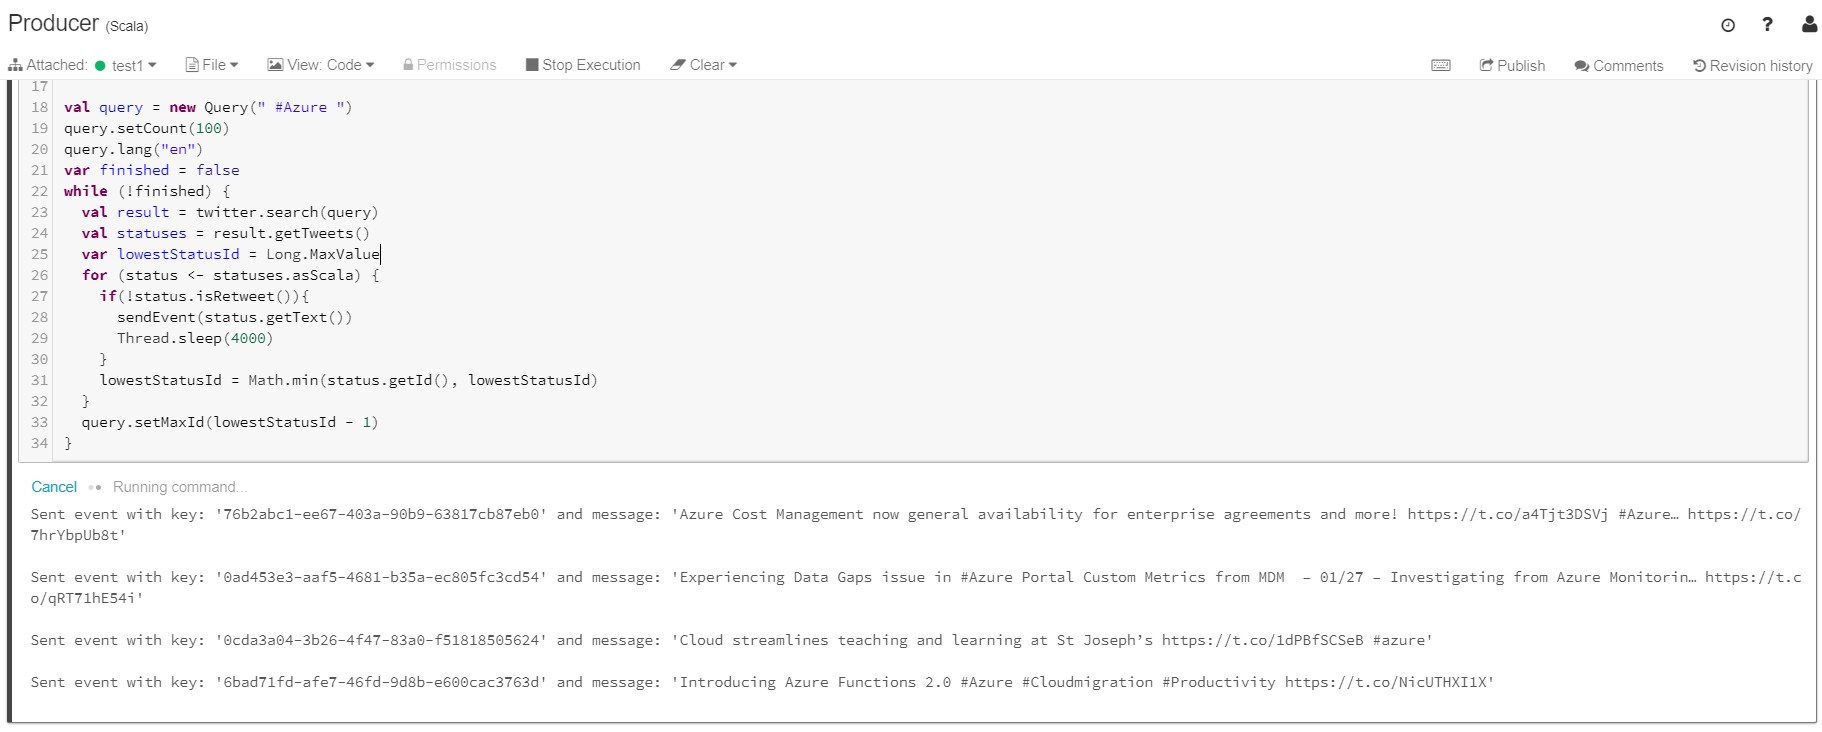 Producer (Scala)
Attached: test1 File View: Code Permissions Stop Execution Clear Publish Comments Revision history
17
18 val query = new Query(" #Azure ")
19 query.setCount(100)
20 query.lang("en")
21 var finished = false
22 while (!finished) {
23   val result = twitter.search(query)
24   val statuses = result.getTweets()
25   var lowestStatusId = Long.MaxValue
26   for (status <- statuses.asScala) {
27     if(!status.isRetweet()){
28       sendEvent(status.getText())
29       Thread.sleep(4000)
30     }
31     lowestStatusId = Math.min(status.getId(), lowestStatusId)
32   }
33   query.setMaxId(lowestStatusId - 1)
34 }
Cancel Running command...
Sent event with key: '76b2abc1-ee67-403a-90b9-63817cb87eb0' and message: 'Azure Cost Management now general availability for enterprise agreements and more! https://t.co/a4Tjt3DSVj #Azure… https://t.co/
7hrYbpUb8t'
Sent event with key: '0ad453e3-aaf5-4681-b35a-ec805fc3cd54' and message: 'Experiencing Data Gaps issue in #Azure Portal Custom Metrics from MDM  – 01/27 – Investigating from Azure Monitorin… https://t.c
o/qRT71hE54i'
Sent event with key: '0cda3a04-3b26-4f47-83a0-f51818505624' and message: 'Cloud streamlines teaching and learning at St Joseph’s https://t.co/1dPBfSCSeB #azure'
Sent event with key: '6bad71fd-afe7-46fd-9d8b-e600cac3763d' and message: 'Introducing Azure Functions 2.0 #Azure #Cloudmigration #Productivity https://t.co/NicUTHXI1X'